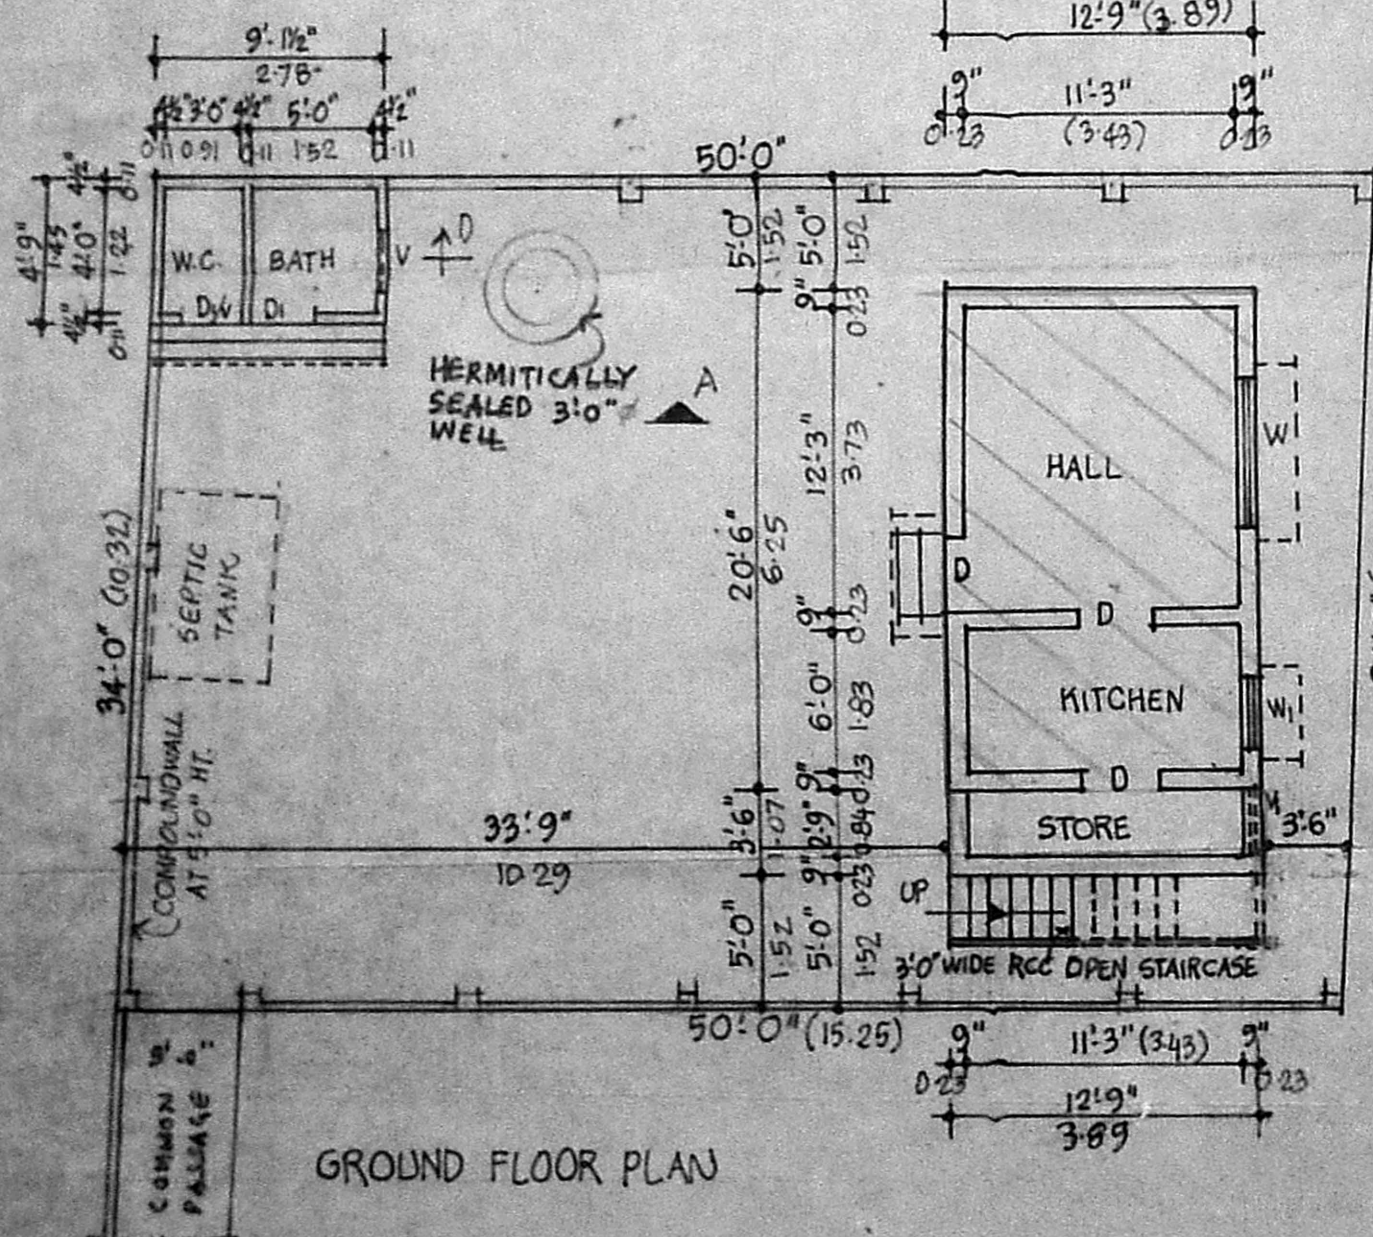 12'-9" (3.89)
9'-1½"
2.78
9" 11'-3" 9"
0.23 (3.43) 0.23
4½" 3'-0" 4½" 5'-0" 4½"
0.11 0.91 0.11 1.52 0.11
50'-0"
4½" 0.11
4'-9" 1.45 4'-0" 1.22
4½" 0.11
W.C. BATH V D
D1
5'-0" 1.52 5'-0" 1.52
9" 0.23
HERMITICALLY
SEALED 3'-0"
WELL
A
12'-3" 3.73
HALL
W
34'-0" (10.32)
SEPTIC
TANK
20'-6" 6.25
9" 0.23
D
D
6'-0" 1.83
KITCHEN
W1
COMPOUNDWALL
AT 5'-0" HT.
9" 0.23
D
33'-9"
10.29
3'-6" 1.07 2'-9" 0.84
STORE
3'-6"
9" 0.23
UP
5'-0" 1.52 5'-0" 1.52
3'-0" WIDE RCC OPEN STAIRCASE
50'-0" (15.25)
9" 11'-3" (3.43) 9"
0.23 0.23
12'-9"
3.89
COMMON
PASSAGE
GROUND FLOOR PLAN